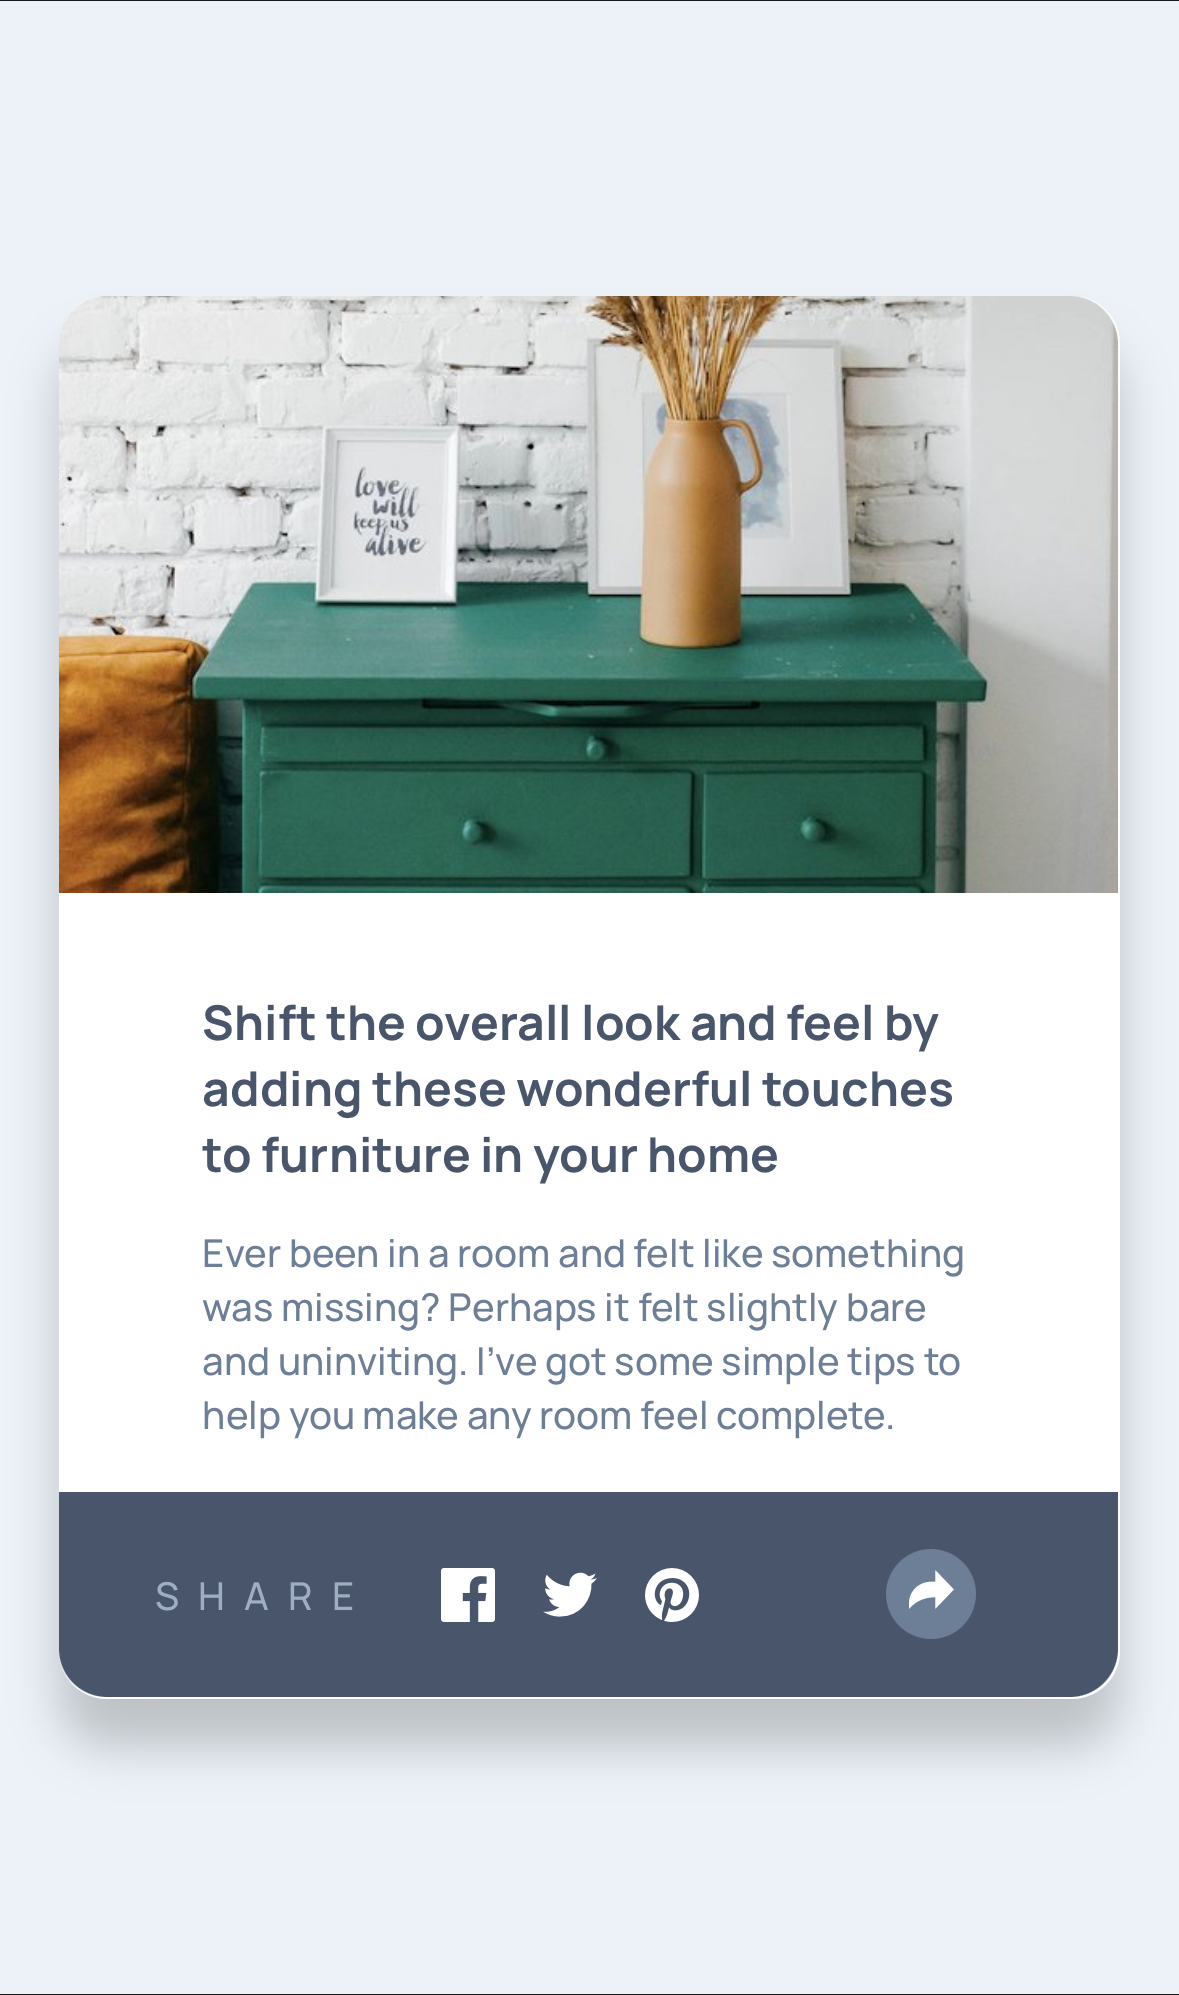 love
will
keep us
alive
Shift the overall look and feel by
adding these wonderful touches
to furniture in your home
Ever been in a room and felt like something
was missing? Perhaps it felt slightly bare
and uninviting. I’ve got some simple tips to
help you make any room feel complete.
SHARE